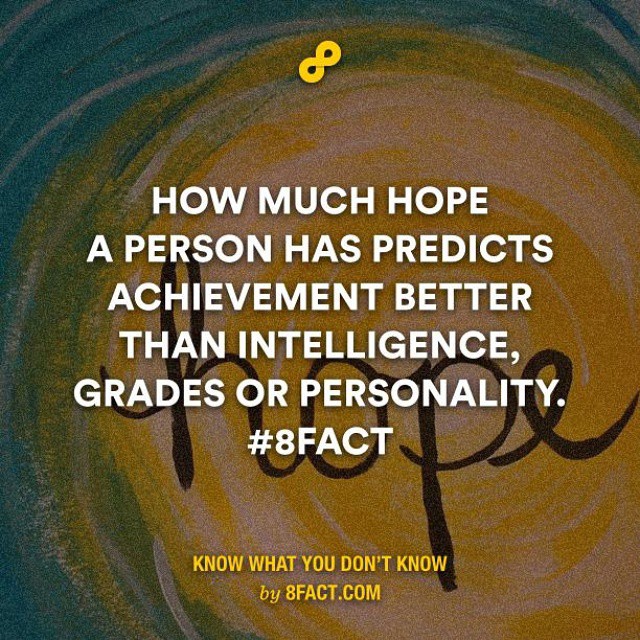 HOW MUCH HOPE
A PERSON HAS PREDICTS
ACHIEVEMENT BETTER
THAN INTELLIGENCE,
GRADES OR PERSONALITY.
#8FACT
hope
KNOW WHAT YOU DON'T KNOW
by 8FACT.COM